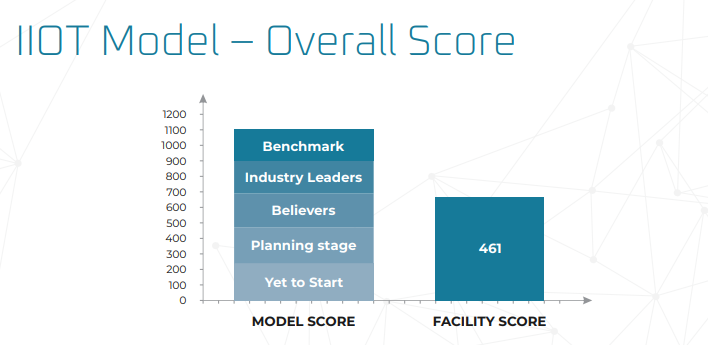 IIOT Model – Overall Score
1200
1100
1000
900
800
700
600
500
400
300
200
100
0
Benchmark
Industry Leaders
Believers
Planning stage
Yet to Start
461
MODEL SCORE
FACILITY SCORE